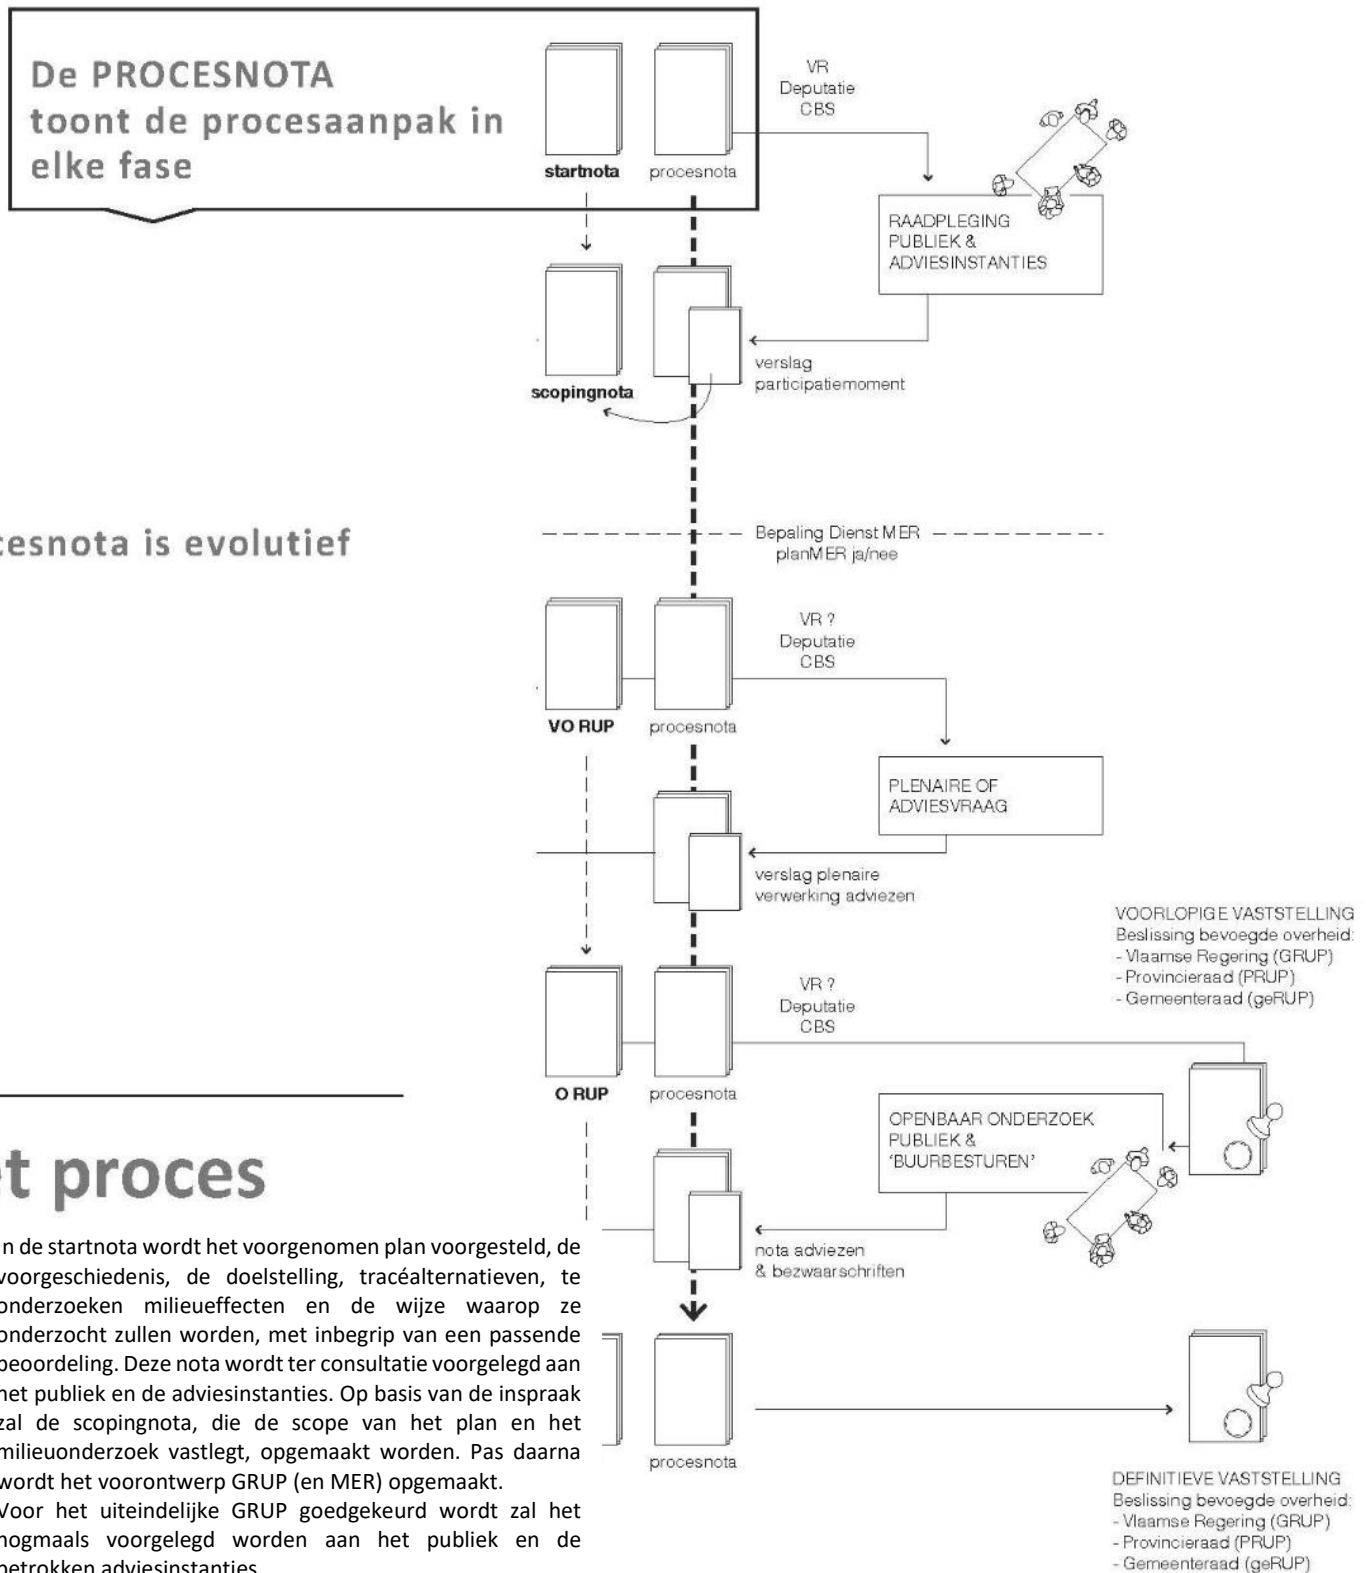 De PROCESNOTA
toont de procesaanpak in
elke fase
startnota
procesnota
VR
Deputatie
CBS
RAADPLEGING
PUBLIEK &
ADVIESINSTANTIES
scopingnota
verslag
participatiemoment
cesnota is evolutief
Bepaling Dienst MER
planMER ja/nee
VR ?
Deputatie
CBS
VO RUP
procesnota
PLENAIRE OF
ADVIESVRAAG
verslag plenaire
verwerking adviezen
VOORLOPIGE VASTSTELLING
Beslissing bevoegde overheid:
- Vlaamse Regering (GRUP)
- Provincieraad (PRUP)
- Gemeenteraad (geRUP)
VR ?
Deputatie
CBS
O RUP
procesnota
OPENBAAR ONDERZOEK
PUBLIEK &
'BUURBESTUREN'
nota adviezen
& bezwaarschriften
et proces
n de startnota wordt het voorgenomen plan voorgesteld, de
voorgeschiedenis, de doelstelling, tracéalternatieven, te
onderzoeken milieueffecten en de wijze waarop ze
onderzocht zullen worden, met inbegrip van een passende
beoordeling. Deze nota wordt ter consultatie voorgelegd aan
het publiek en de adviesinstanties. Op basis van de inspraak
zal de scopingnota, die de scope van het plan en het
milieuonderzoek vastlegt, opgemaakt worden. Pas daarna
wordt het voorontwerp GRUP (en MER) opgemaakt.
Voor het uiteindelijke GRUP goedgekeurd wordt zal het
nogmaals voorgelegd worden aan het publiek en de
betrokken adviesinstanties
procesnota
DEFINITIEVE VASTSTELLING
Beslissing bevoegde overheid:
- Vlaamse Regering (GRUP)
- Provincieraad (PRUP)
- Gemeenteraad (geRUP)